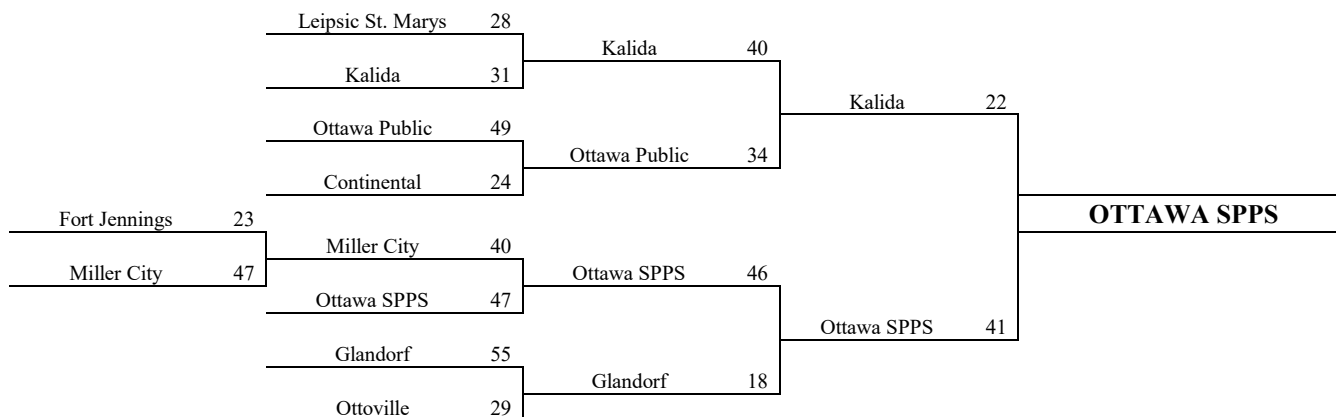 Leipsic St. Marys 28
Kalida 40
Kalida 31
Kalida 22
Ottawa Public 49
Ottawa Public 34
Continental 24
OTTAWA SPPS
Fort Jennings 23
Miller City 40
Miller City 47
Ottawa SPPS 46
Ottawa SPPS 47
Ottawa SPPS 41
Glandorf 55
Glandorf 18
Ottoville 29